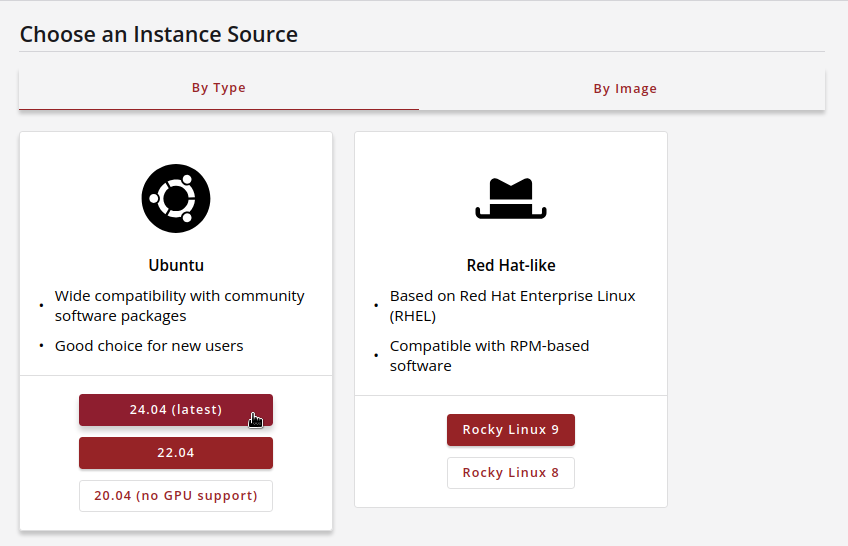 Choose an Instance Source
By Type
By Image
Ubuntu
• Wide compatibility with community
software packages
• Good choice for new users
24.04 (latest)
22.04
20.04 (no GPU support)
Red Hat-like
• Based on Red Hat Enterprise Linux
(RHEL)
• Compatible with RPM-based
software
Rocky Linux 9
Rocky Linux 8